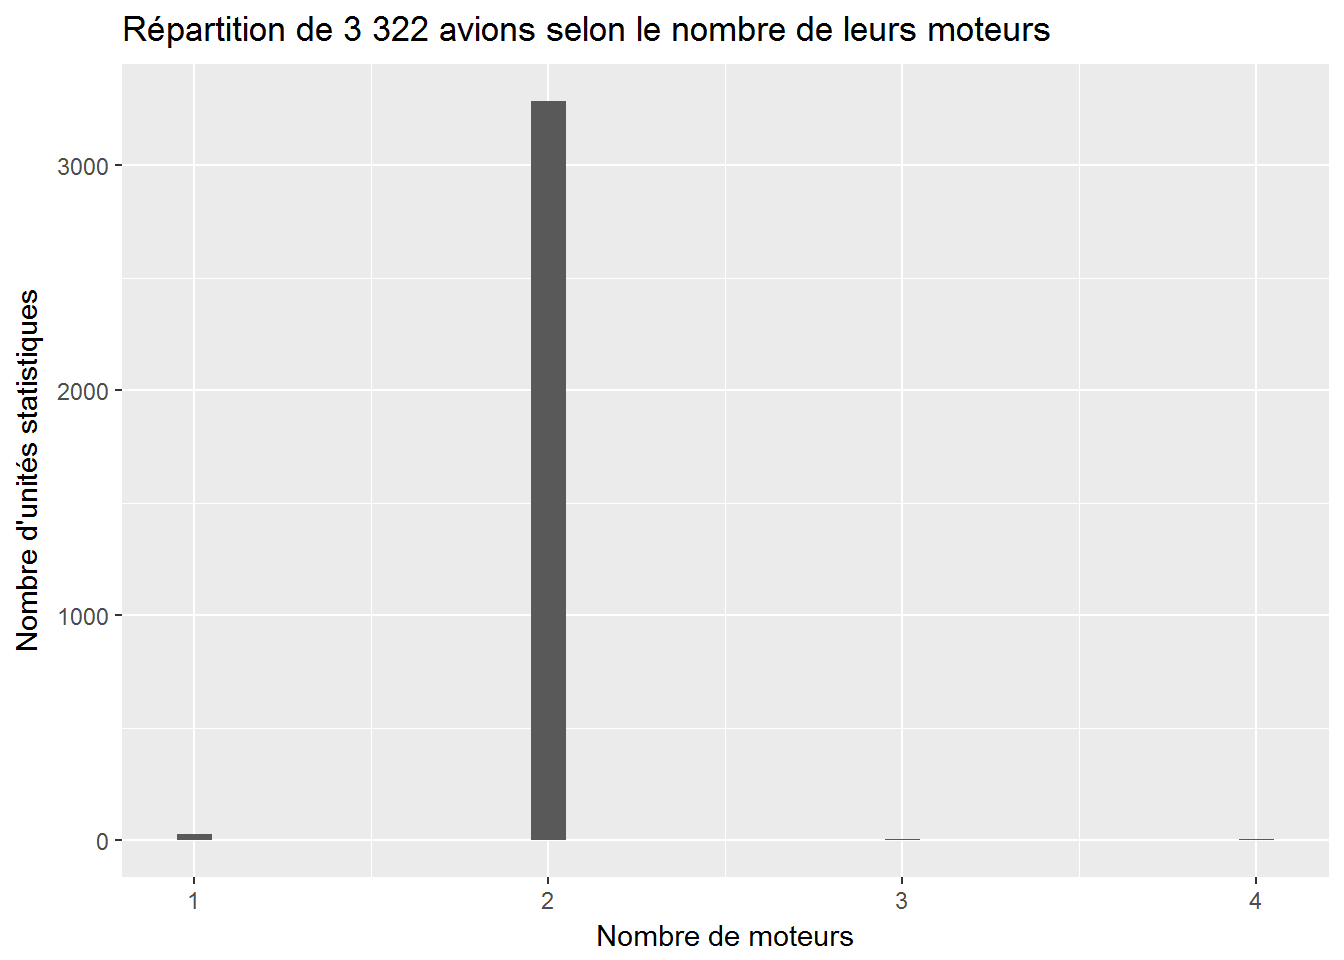 Répartition de 3 322 avions selon le nombre de leurs moteurs
Nombre d'unités statistiques
3000
2000
1000
0
1 2 3 4
Nombre de moteurs